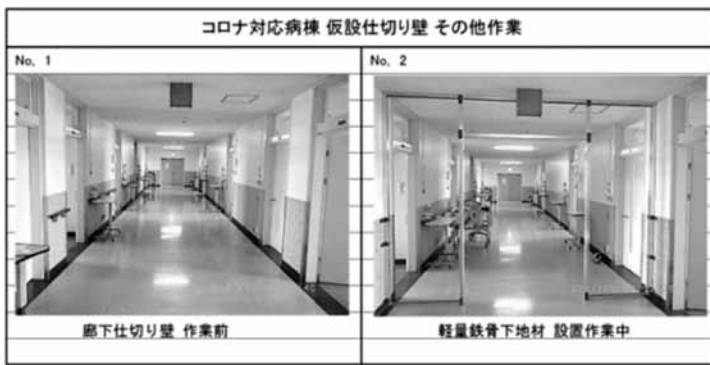 コロナ対応病棟 仮設仕切り壁 その他作業
No, 1
No, 2
廊下仕切り壁 作業前
軽量鉄骨下地材 設置作業中